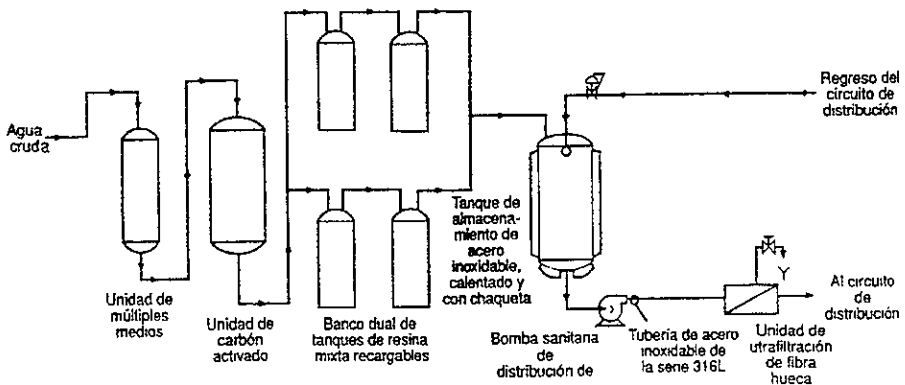 Agua
cruda
Unidad de
múltiples
medios
Unidad de
carbón
activado
Banco dual de
tanques de resina
mixta recargables
Tanque de
almacena-
miento de
acero
inoxidable,
calentado y
con chaqueta
Regreso del
circuito de
distribución
Bomba sanitana
de
distribución de
Tubería de acero
inoxidable de
la serie 316L
Unidad de
utrafiltración
de fibra
hueca
Al circuito
de
distribución